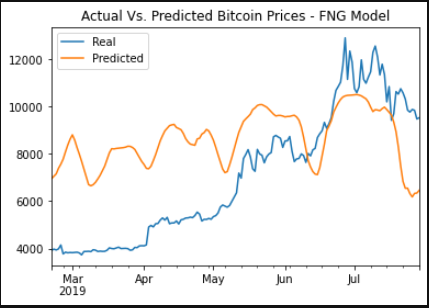 Actual Vs. Predicted Bitcoin Prices - FNG Model
Real
Predicted
12000
10000
8000
6000
4000
Mar Apr May Jun Jul
2019